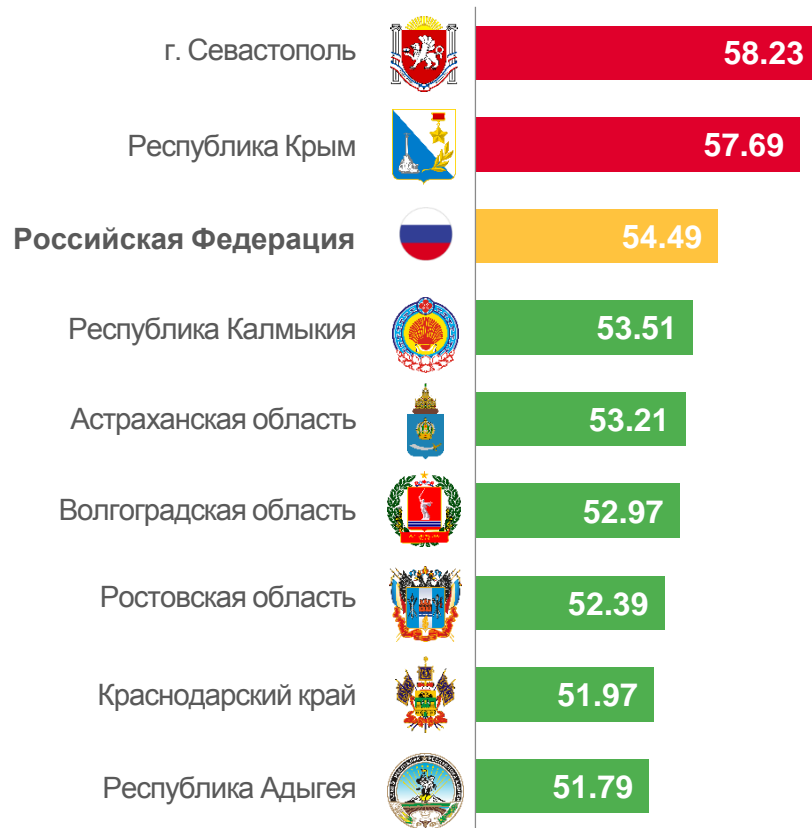 г. Севастополь 58.23
Республика Крым 57.69
Российская Федерация 54.49
Республика Калмыкия 53.51
Астраханская область 53.21
Волгоградская область 52.97
Ростовская область 52.39
Краснодарский край 51.97
Республика Адыгея 51.79